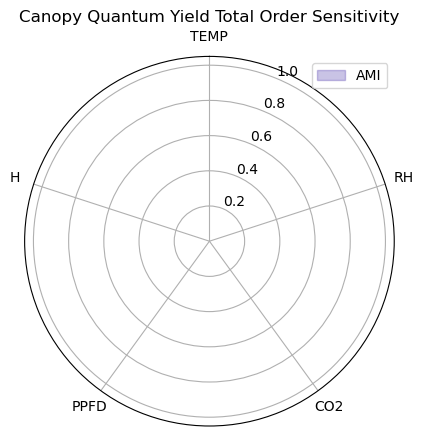 Canopy Quantum Yield Total Order Sensitivity
TEMP
1.0
AMI
0.8
0.6
H
0.4
RH
0.2
PPFD
CO2